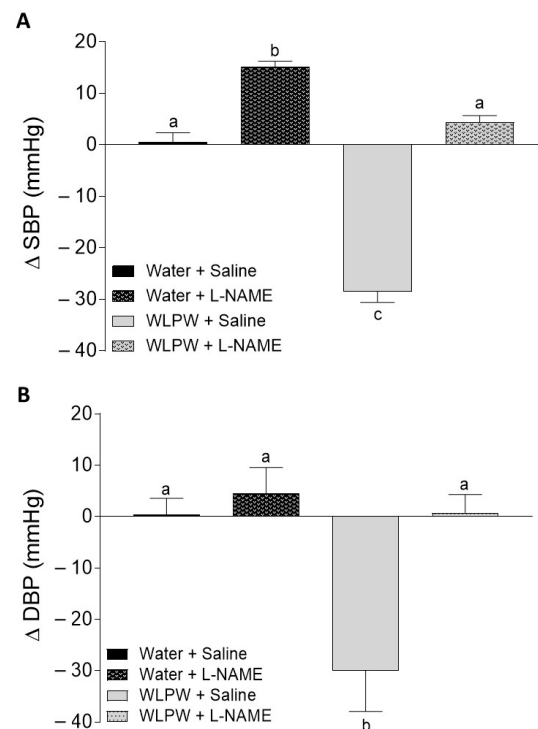 A
Δ SBP (mmHg)
20
10
0
– 10
– 20
– 30
– 40
a
b
c
a
Water + Saline
Water + L-NAME
WLPW + Saline
WLPW + L-NAME
B
Δ DBP (mmHg)
20
10
0
– 10
– 20
– 30
– 40
a
a
b
a
Water + Saline
Water + L-NAME
WLPW + Saline
WLPW + L-NAME